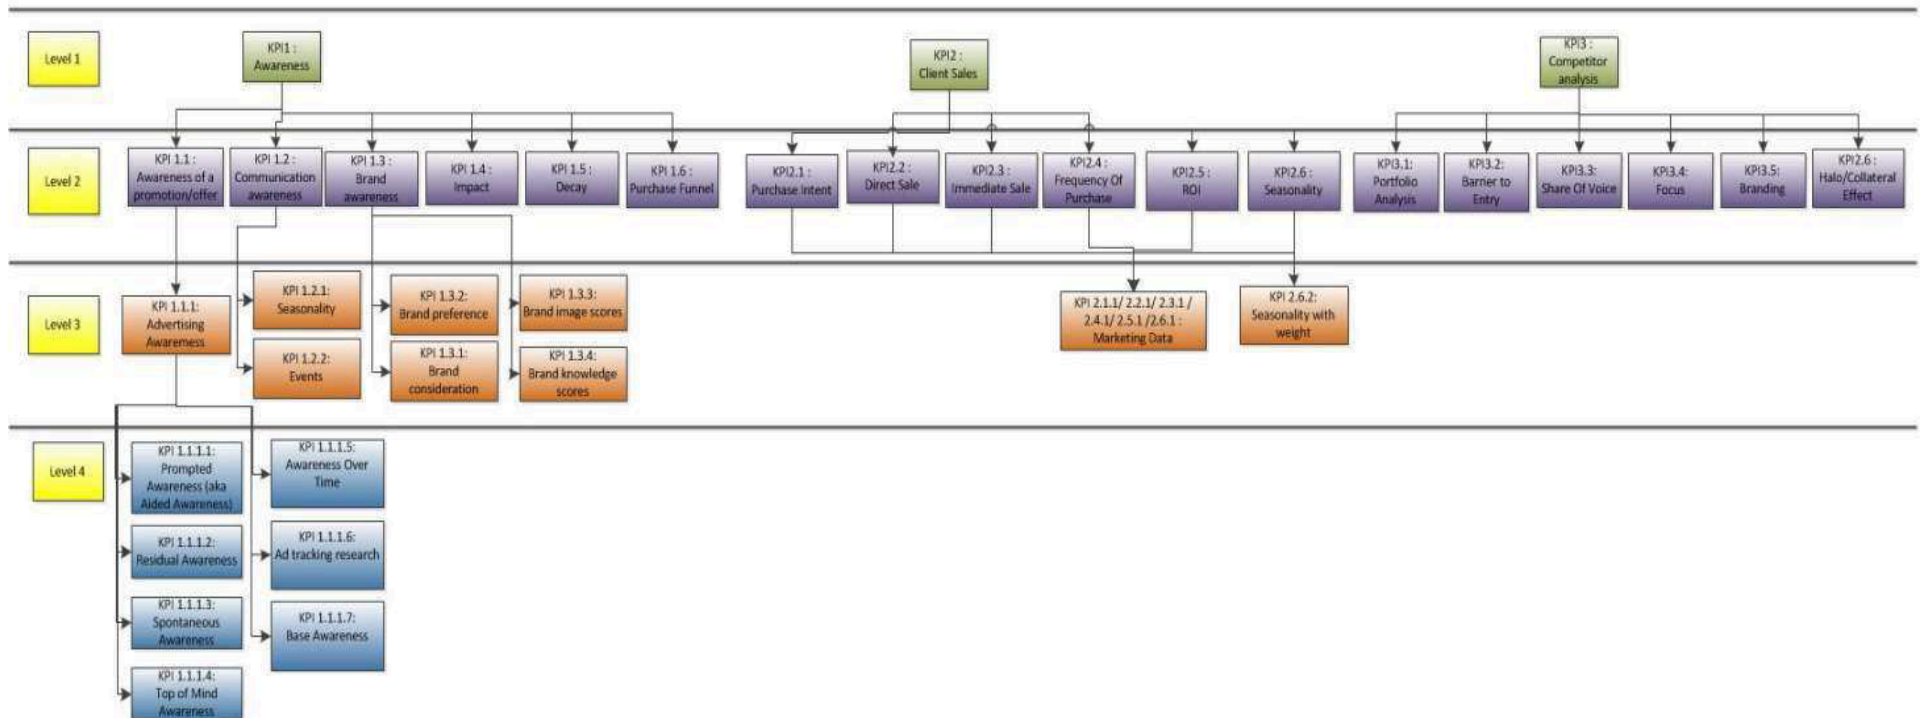 Level 1
KPI1 :
Awareness
KPI2 :
Client Sales
KPI3 :
Competitor
analysis
Level 2
KPI 1.1 :
Awareness of a
promotion/offer
KPI 1.2 :
Communication
awareness
KPI 1.3 :
Brand
awareness
KPI 1.4 :
Impact
KPI 1.5 :
Decay
KPI 1.6 :
Purchase Funnel
KPI2.1 :
Purchase Intent
KPI2.2 :
Direct Sale
KPI2.3 :
Immediate Sale
KPI2.4 :
Frequency Of
Purchase
KPI2.5 :
ROI
KPI2.6 :
Seasonality
KPI3.1:
Portfolio
Analysis
KPI3.2:
Barrier to
Entry
KPI3.3:
Share Of Voice
KPI3.4:
Focus
KPI3.5:
Branding
KPI2.6 :
Halo/Collateral
Effect
Level 3
KPI 1.1.1:
Advertising
Awareness
KPI 1.2.1:
Seasonality
KPI 1.2.2:
Events
KPI 1.3.2:
Brand preference
KPI 1.3.1:
Brand
consideration
KPI 1.3.3:
Brand image scores
KPI 1.3.4:
Brand knowledge
scores
KPI 2.1.1/ 2.2.1/ 2.3.1 /
2.4.1/ 2.5.1 /2.6.1 :
Marketing Data
KPI 2.6.2:
Seasonality with
weight
Level 4
KPI 1.1.1.1:
Prompted
Awareness (aka
Aided Awareness)
KPI 1.1.1.2:
Residual Awareness
KPI 1.1.1.3:
Spontaneous
Awareness
KPI 1.1.1.4:
Top of Mind
Awareness
KPI 1.1.1.5:
Awareness Over
Time
KPI 1.1.1.6:
Ad tracking research
KPI 1.1.1.7:
Base Awareness